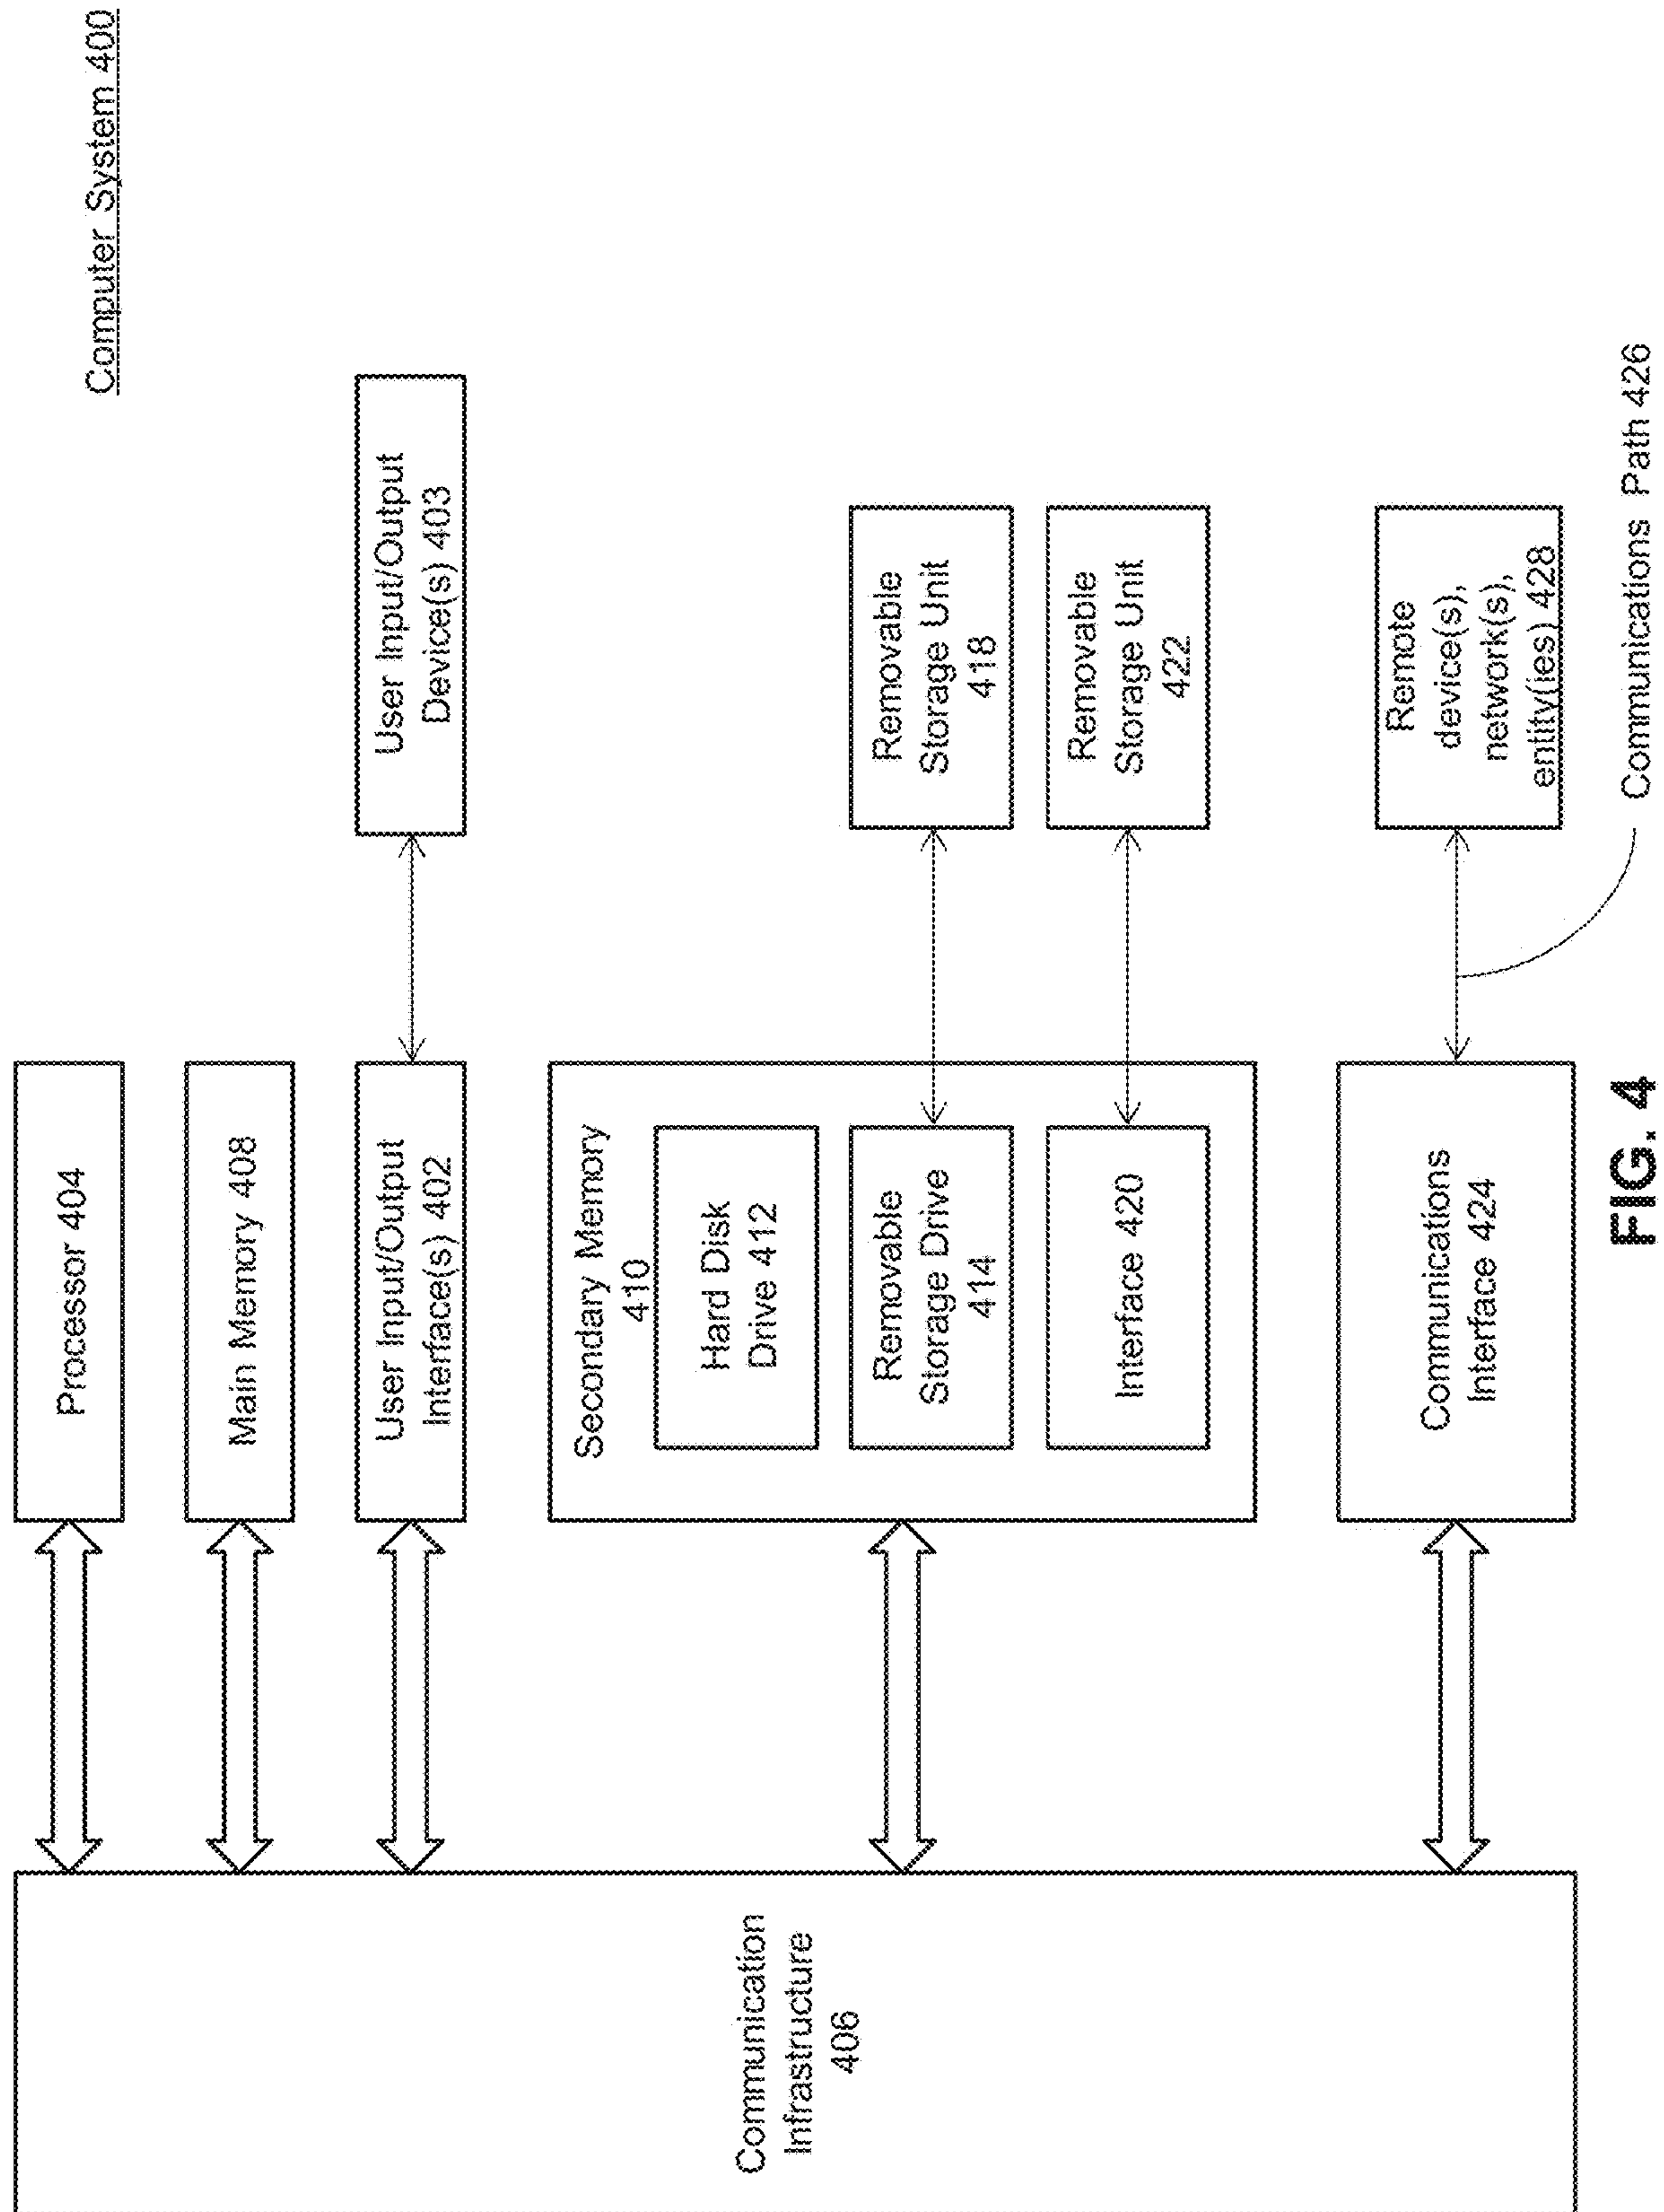 Computer System 400
Processor 404
Main Memory 408
User Input/Output
Interface(s) 402
User Input/Output
Device(s) 403
Communication
Infrastructure
406
Secondary Memory
410
Hard Disk
Drive 412
Removable
Storage Drive
414
Removable
Storage Unit
418
Interface 420
Removable
Storage Unit
422
Communications
Interface 424
Remote
device(s),
network(s),
entity(ies) 428
Communications Path 426
FIG. 4